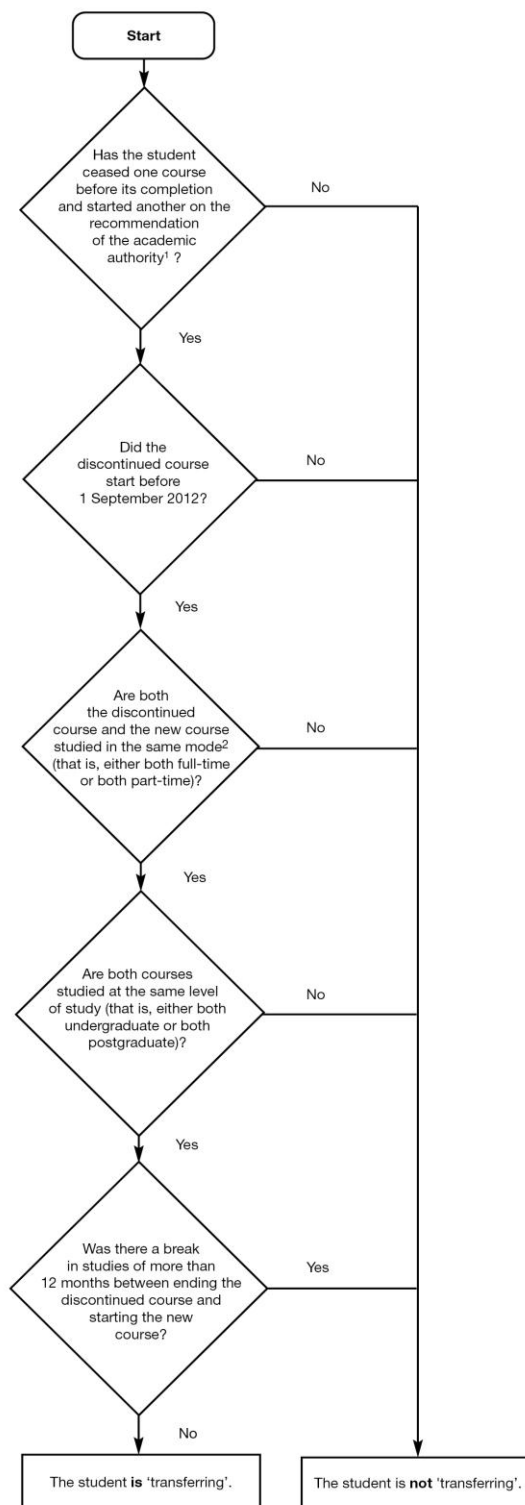 Start
Has the student
ceased one course
before its completion
and started another on the
recommendation
of the academic
authority¹ ?
No
Yes
Did the
discontinued course
start before
1 September 2012?
No
Yes
Are both
the discontinued
course and the new course
studied in the same mode²
(that is, either both full-time
or both part-time)?
No
Yes
Are both courses
studied at the same level
of study (that is, either both
undergraduate or both
postgraduate)?
No
Yes
Was there a break
in studies of more than
12 months between ending the
discontinued course and
starting the new
course?
Yes
No
The student is ‘transferring’.
The student is not ‘transferring’.